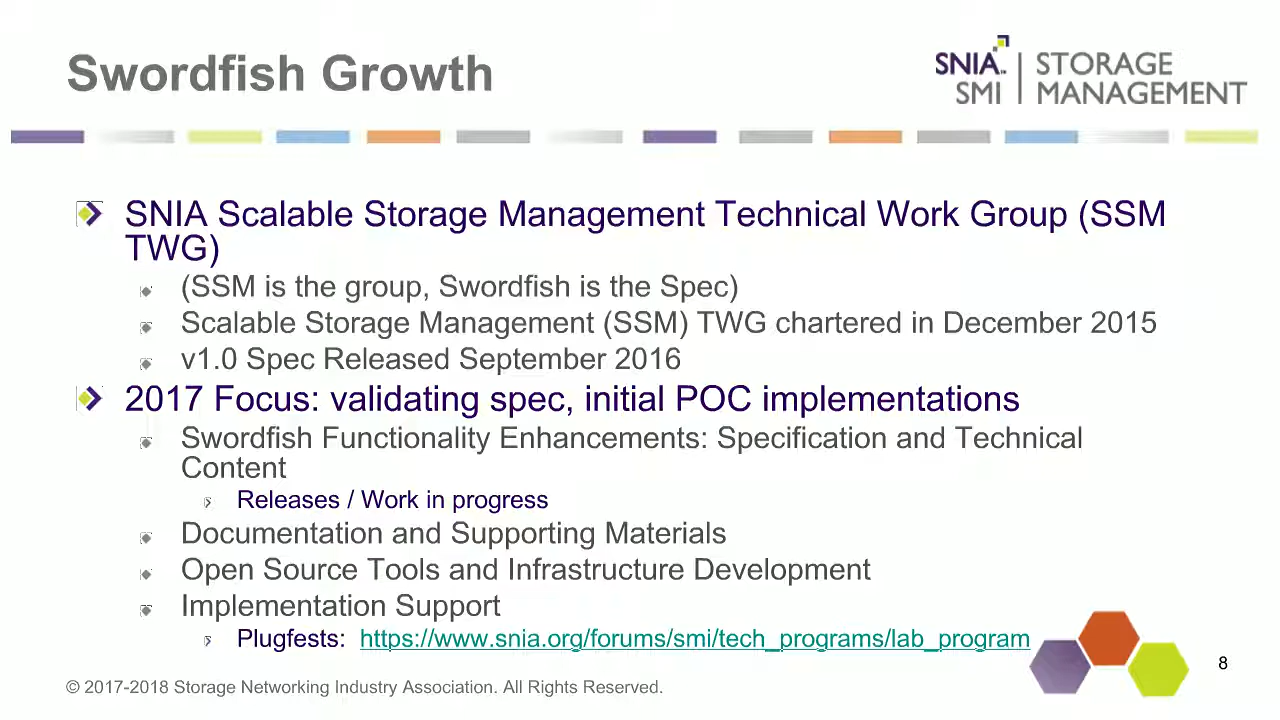 Swordfish Growth
SNIA™ | STORAGE
SMI | MANAGEMENT
SNIA Scalable Storage Management Technical Work Group (SSM
TWG)
(SSM is the group, Swordfish is the Spec)
Scalable Storage Management (SSM) TWG chartered in December 2015
v1.0 Spec Released September 2016
2017 Focus: validating spec, initial POC implementations
Swordfish Functionality Enhancements: Specification and Technical
Content
Releases / Work in progress
Documentation and Supporting Materials
Open Source Tools and Infrastructure Development
Implementation Support
Plugfests: https://www.snia.org/forums/smi/tech_programs/lab_program
8
© 2017-2018 Storage Networking Industry Association. All Rights Reserved.